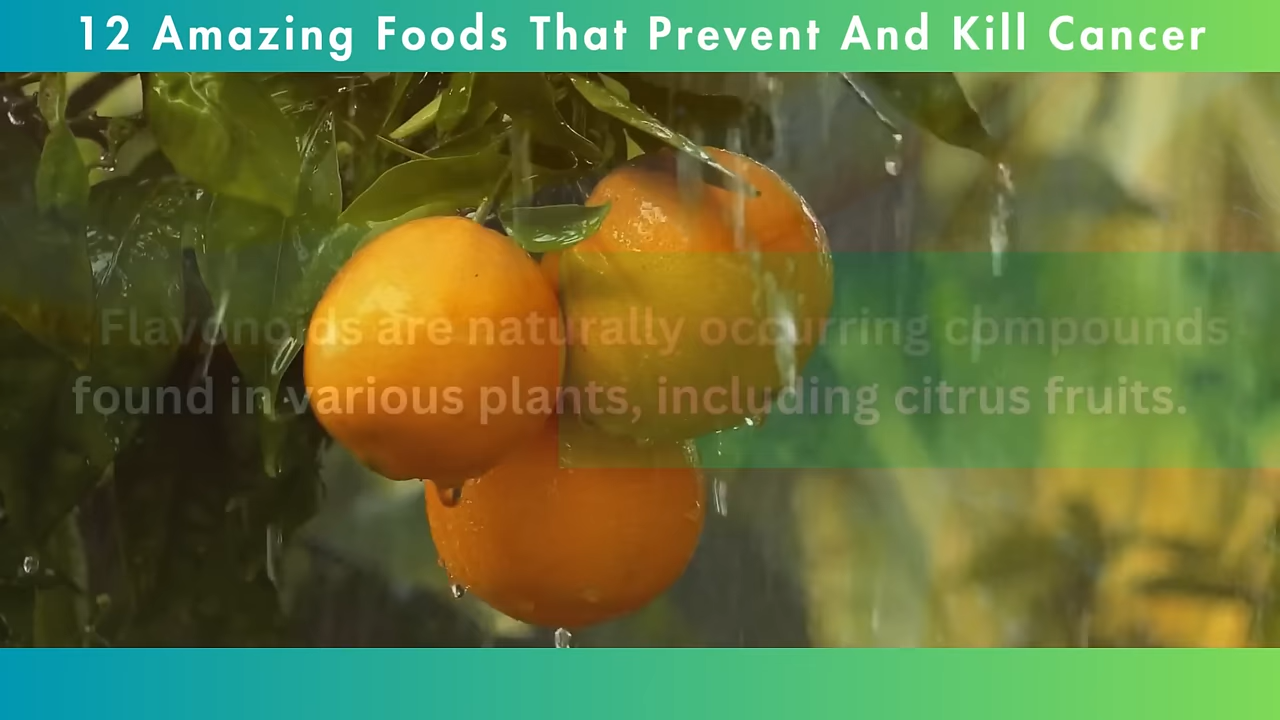 12 Amazing Foods That Prevent And Kill Cancer
Flavonoids are naturally occurring compounds
found in various plants, including citrus fruits.